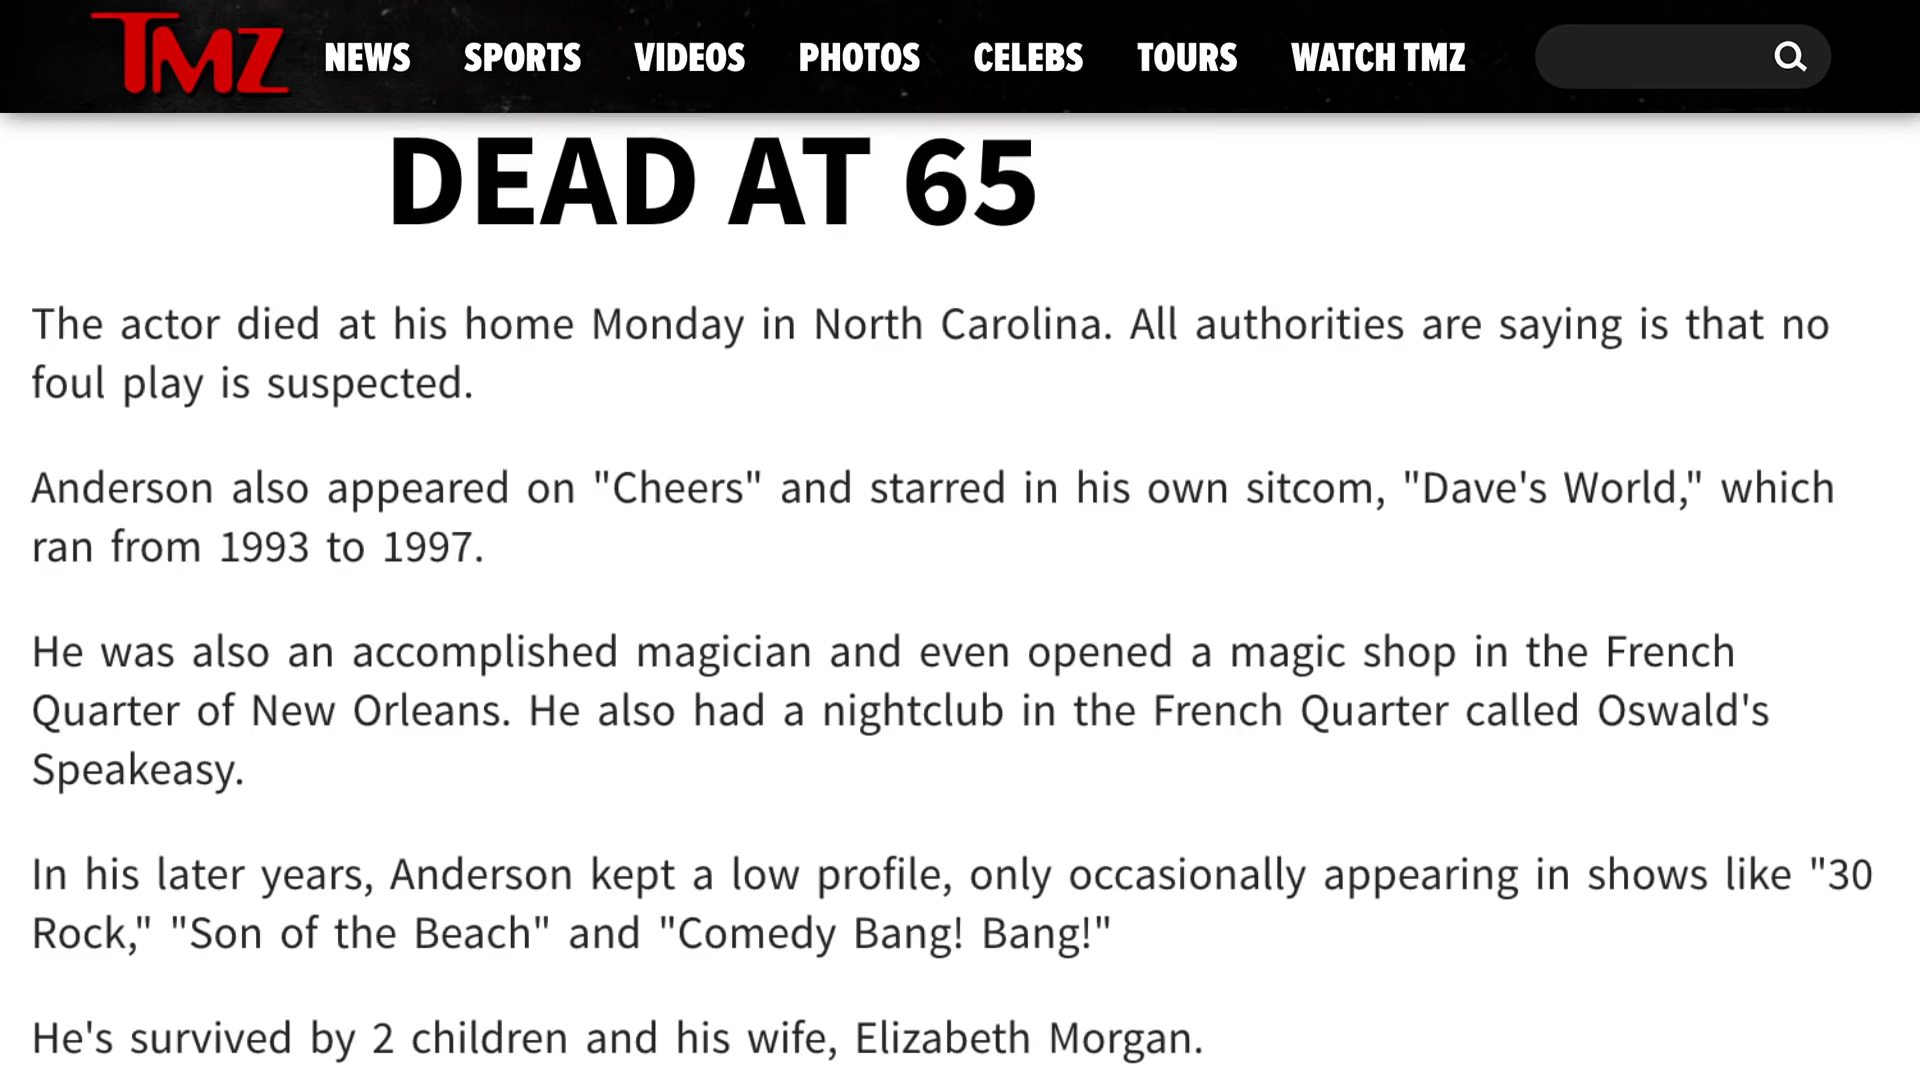 TMZ NEWS SPORTS VIDEOS PHOTOS CELEBS TOURS WATCH TMZ
DEAD AT 65
The actor died at his home Monday in North Carolina. All authorities are saying is that no
foul play is suspected.
Anderson also appeared on "Cheers" and starred in his own sitcom, "Dave's World," which
ran from 1993 to 1997.
He was also an accomplished magician and even opened a magic shop in the French
Quarter of New Orleans. He also had a nightclub in the French Quarter called Oswald's
Speakeasy.
In his later years, Anderson kept a low profile, only occasionally appearing in shows like "30
Rock," "Son of the Beach" and "Comedy Bang! Bang!"
He's survived by 2 children and his wife, Elizabeth Morgan.